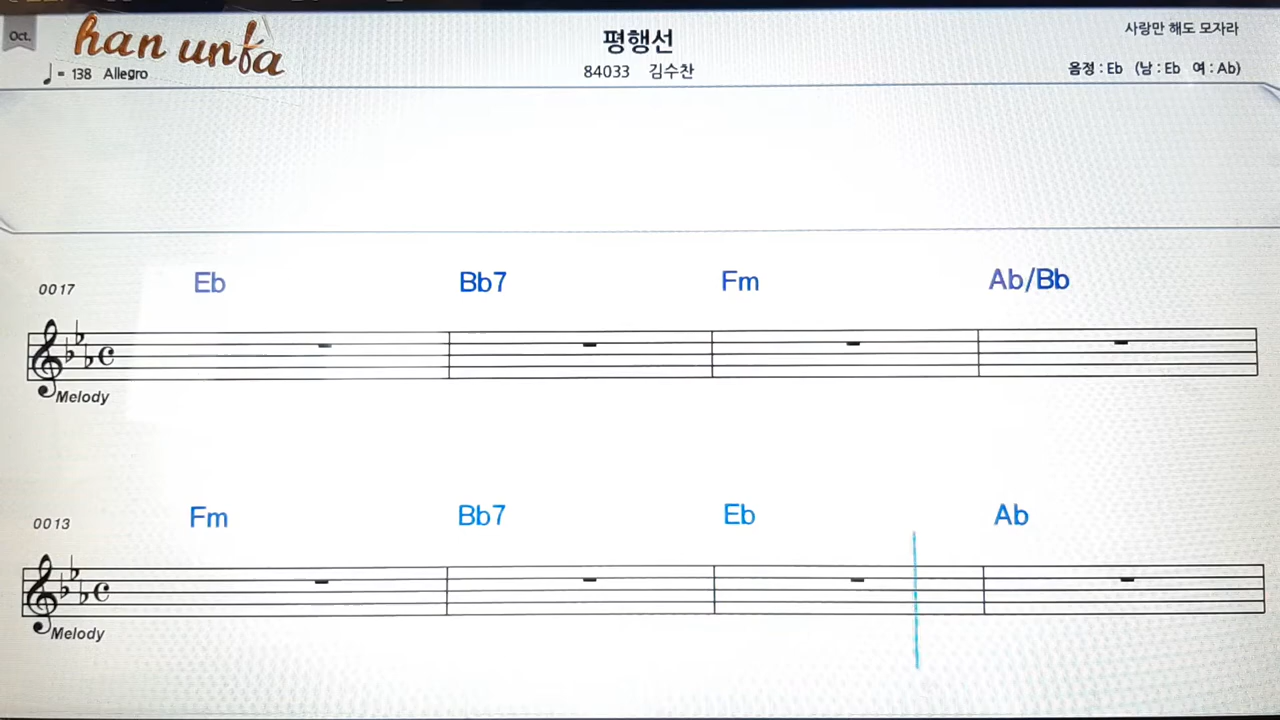 Oct.
han unfa
♩= 138 Allegro
평행선
84033 김수찬
사랑만 해도 모자라
음정 : Eb (남 : Eb 여 : Ab)
0017
Eb Bb7 Fm Ab/Bb
Melody
0013
Fm Bb7 Eb Ab
Melody